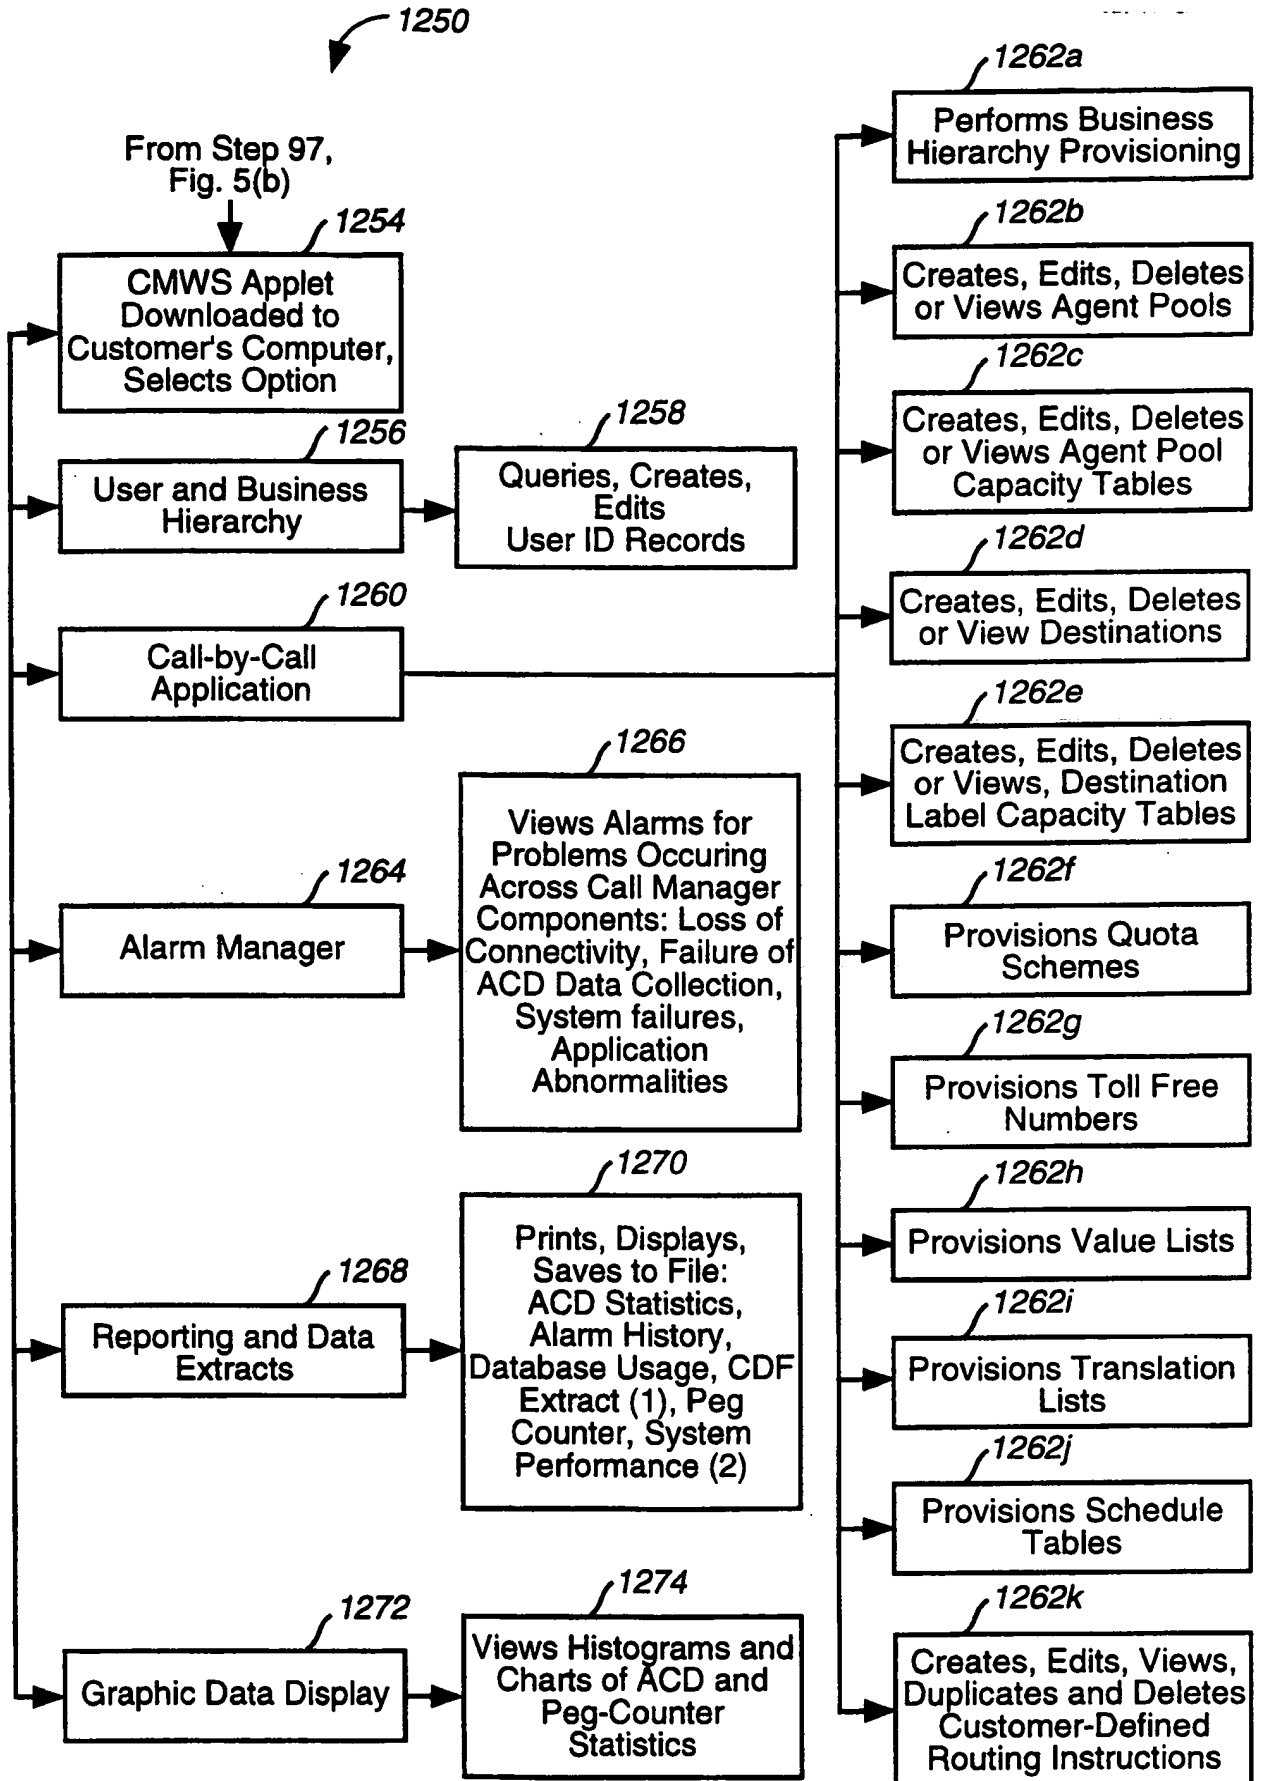 1250
From Step 97,
Fig. 5(b)
1254
CMWS Applet
Downloaded to
Customer's Computer,
Selects Option
1256
User and Business
Hierarchy
1258
Queries, Creates,
Edits
User ID Records
1260
Call-by-Call
Application
1264
Alarm Manager
1266
Views Alarms for
Problems Occuring
Across Call Manager
Components: Loss of
Connectivity, Failure of
ACD Data Collection,
System failures,
Application
Abnormalities
1268
Reporting and Data
Extracts
1270
Prints, Displays,
Saves to File:
ACD Statistics,
Alarm History,
Database Usage, CDF
Extract (1), Peg
Counter, System
Performance (2)
1272
Graphic Data Display
1274
Views Histograms and
Charts of ACD and
Peg-Counter
Statistics
1262a
Performs Business
Hierarchy Provisioning
1262b
Creates, Edits, Deletes
or Views Agent Pools
1262c
Creates, Edits, Deletes
or Views Agent Pool
Capacity Tables
1262d
Creates, Edits, Deletes
or View Destinations
1262e
Creates, Edits, Deletes
or Views, Destination
Label Capacity Tables
1262f
Provisions Quota
Schemes
1262g
Provisions Toll Free
Numbers
1262h
Provisions Value Lists
1262i
Provisions Translation
Lists
1262j
Provisions Schedule
Tables
1262k
Creates, Edits, Views,
Duplicates and Deletes
Customer-Defined
Routing Instructions